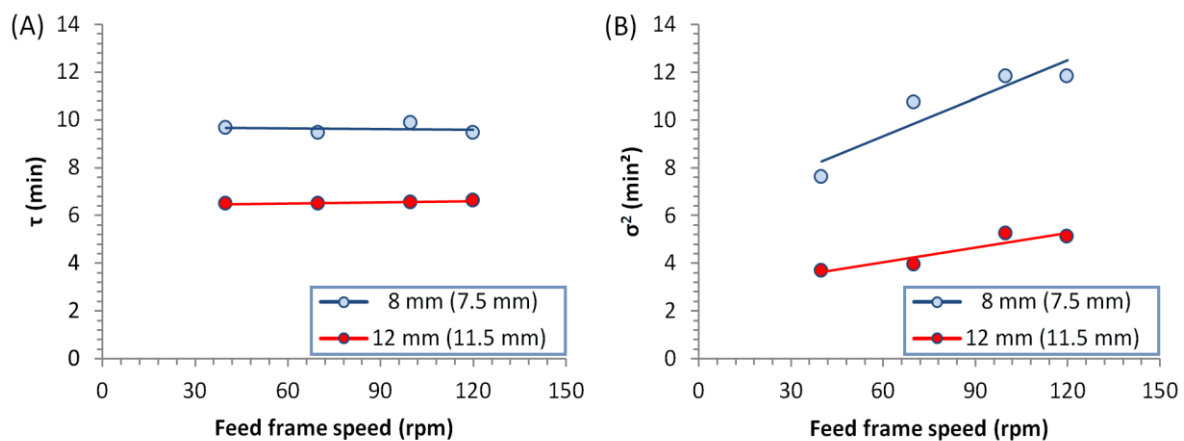 (A)
14
12
10
8
6
4
2
0
τ (min)
0 30 60 90 120 150
Feed frame speed (rpm)
8 mm (7.5 mm)
12 mm (11.5 mm)
(B)
14
12
10
8
6
4
2
0
σ² (min²)
0 30 60 90 120 150
Feed frame speed (rpm)
8 mm (7.5 mm)
12 mm (11.5 mm)